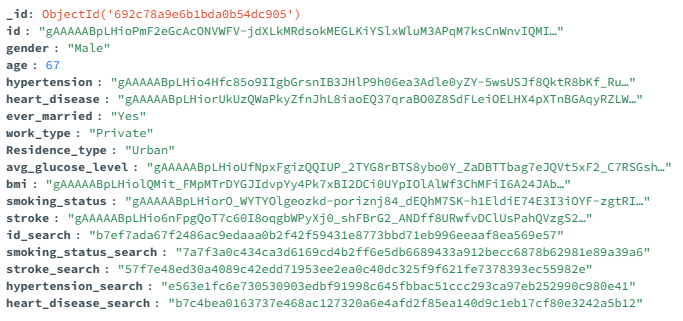 _id: ObjectId('692c78a9e6b1bda0b54dc905')
id : "gAAAAABpLHioPmF2eGcAcONVWFV-jdXLkMRdsokMEGLKiYSlxWluM3APqM7ksCnWnvIQMI…"
gender : "Male"
age : 67
hypertension : "gAAAAABpLHio4Hfc85o9IIgbGrsnIB3JHlP9h06ea3Adle0yZY-5wsUSJf8QktR8bKf_Ru…"
heart_disease : "gAAAAABpLHiorUkUzQWaPkyZfnJhL8iaoEQ37qraBO0Z8SdFLeiOELHX4pXTnBGAqyRZLW…"
ever_married : "Yes"
work_type : "Private"
Residence_type : "Urban"
avg_glucose_level : "gAAAAABpLHioUfNpxFgizQQIUP_2TYG8rBTS8ybo0Y_ZaDBTTbag7eJQVt5xF2_C7RSGsh…"
bmi : "gAAAAABpLHiolQMit_FMpMTrDYGJIdvpYy4Pk7xBI2DCi0UYpIOlAlWf3ChMFiI6A24JAb…"
smoking_status : "gAAAAABpLHiorO_WYTYOlgeozkd-poriznj84_dEQhM7SK-h1EldiE74E3I3iOYF-zgtRI…"
stroke : "gAAAAABpLHio6nFpgQoT7c60I8oqgbWPyXj0_shFBrG2_ANDff8URwfvDClUsPahQVzgS2…"
id_search : "b7ef7ada67f2486ac9edaaa0b2f42f59431e8773bbd71eb996eeaaf8ea569e57"
smoking_status_search : "7a7f3a0c434ca3d6169cd4b2ff6e5db6689433a912becc6878b62981e89a39a6"
stroke_search : "57f7e48ed30a4089c42edd71953ee2ea0c40dc325f9f621fe7378393ec55982e"
hypertension_search : "e563e1fc6e730530903edbf91998c645fbbac51ccc293ca97eb252990c980e41"
heart_disease_search : "b7c4bea0163737e468ac127320a6e4afd2f85ea140d9c1eb17cf80e3242a5b12"